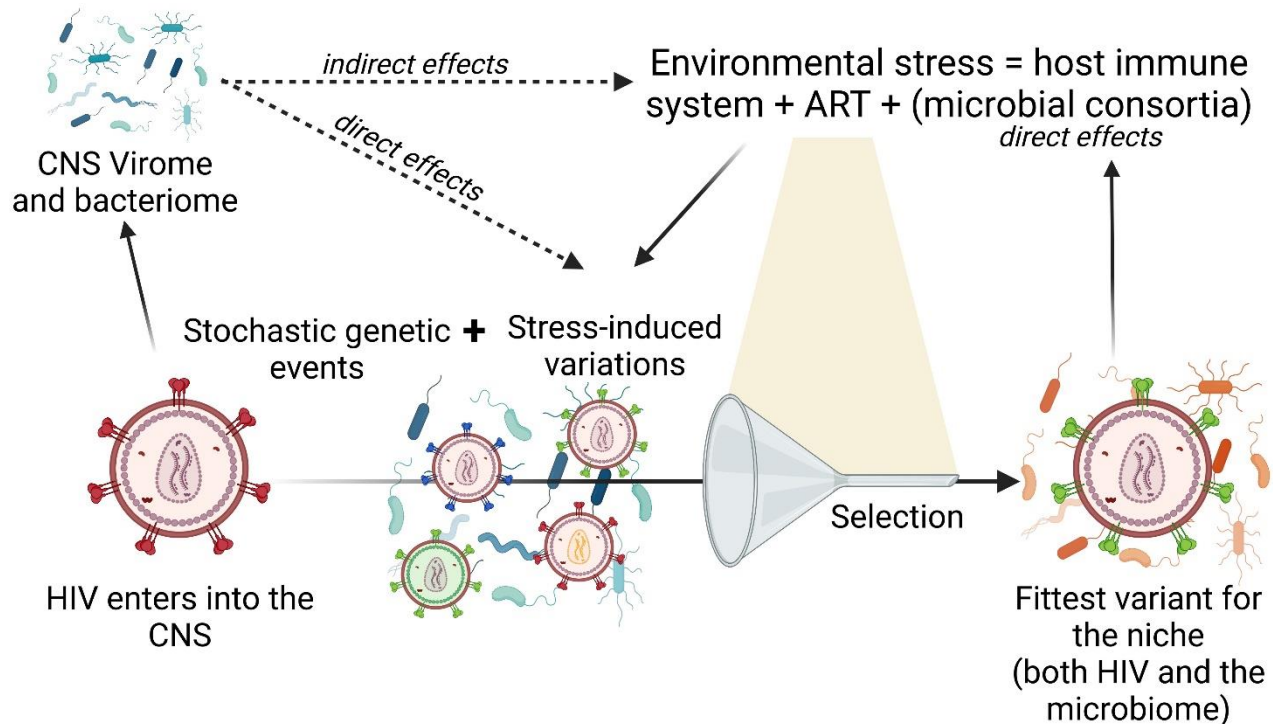 indirect effects
direct effects
Environmental stress = host immune
system + ART + (microbial consortia)
direct effects
CNS Virome
and bacteriome
Stochastic genetic
events
+
Stress-induced
variations
HIV enters into the
CNS
Selection
Fittest variant for
the niche
(both HIV and the
microbiome)